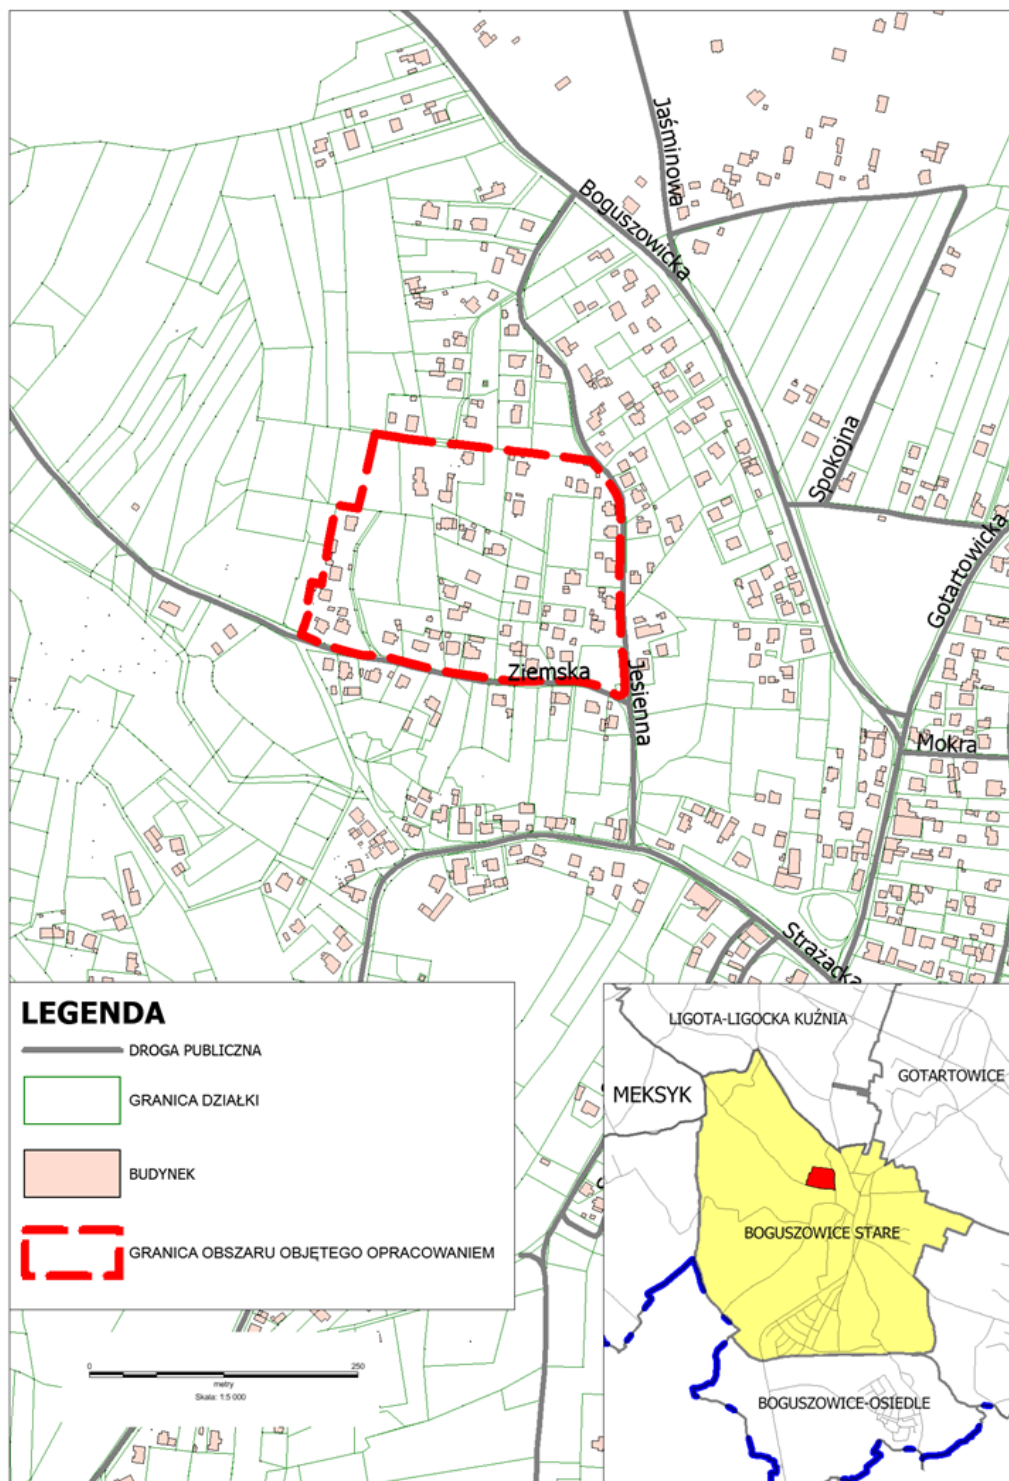 Jaśminowa
Boguszowicka
Spokojna
Gotartowicka
Ziemska
Jesienna
Mokra
Strażacka
LEGENDA
DROGA PUBLICZNA
GRANICA DZIAŁKI
BUDYNEK
GRANICA OBSZARU OBJĘTEGO OPRACOWANIEM
0 250
metry
Skala: 1:5 000
LIGOTA-LIGOCKA KUŹNIA
GOTARTOWICE
MEKSYK
BOGUSZOWICE STARE
BOGUSZOWICE-OSIEDLE